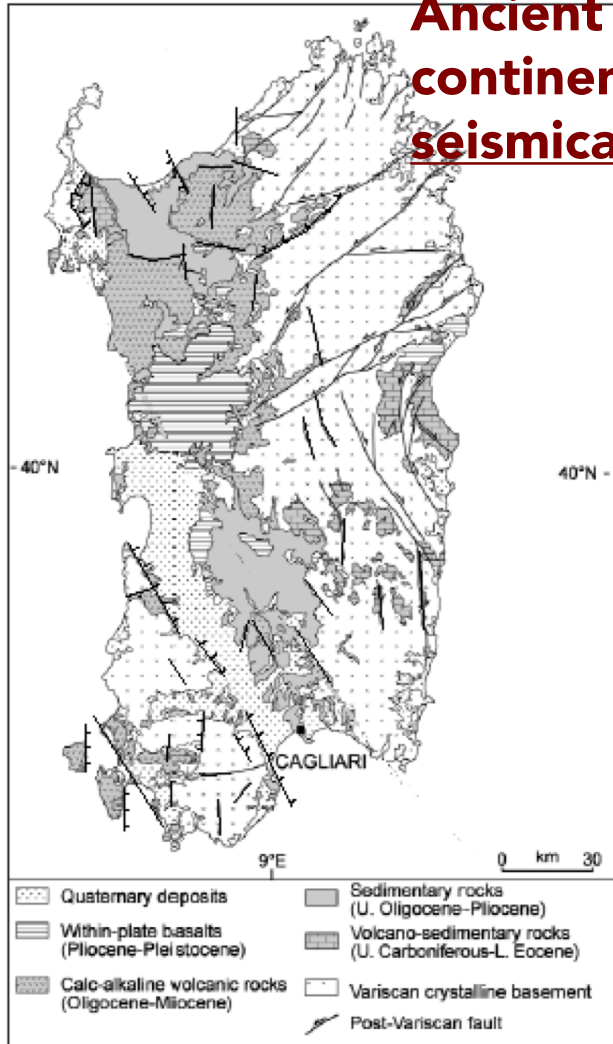 Ancient
continen
seismica
40°N
40°N
CAGLIARI
9°E
0 km 30
Quaternary deposits
Within-plate basalts
(Pliocene-Pleistocene)
Calc-alkaline volcanic rocks
(Oligocene-Miiocene)
Sedimentary rocks
(U. Oligocene-Pliocene)
Volcano-sedimentary rocks
(U. Carboniferous-L. Eocene)
Variscan crystalline basement
Post-Variscan fault